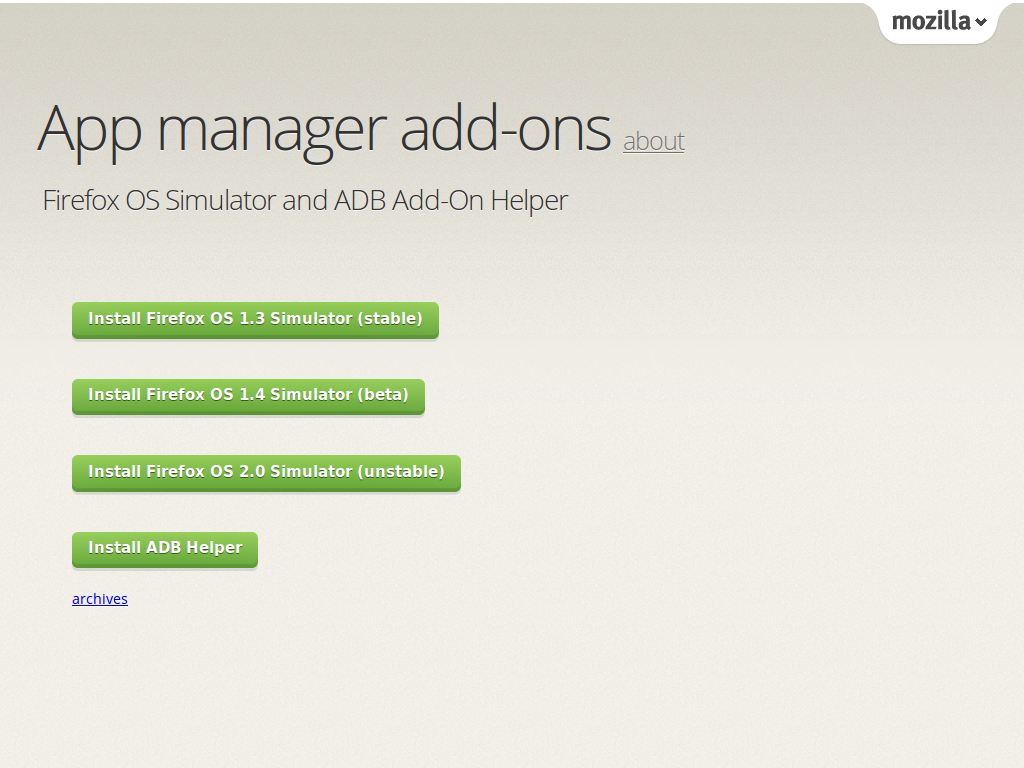 mozilla
App manager add-ons about
Firefox OS Simulator and ADB Add-On Helper
Install Firefox OS 1.3 Simulator (stable)
Install Firefox OS 1.4 Simulator (beta)
Install Firefox OS 2.0 Simulator (unstable)
Install ADB Helper
archives